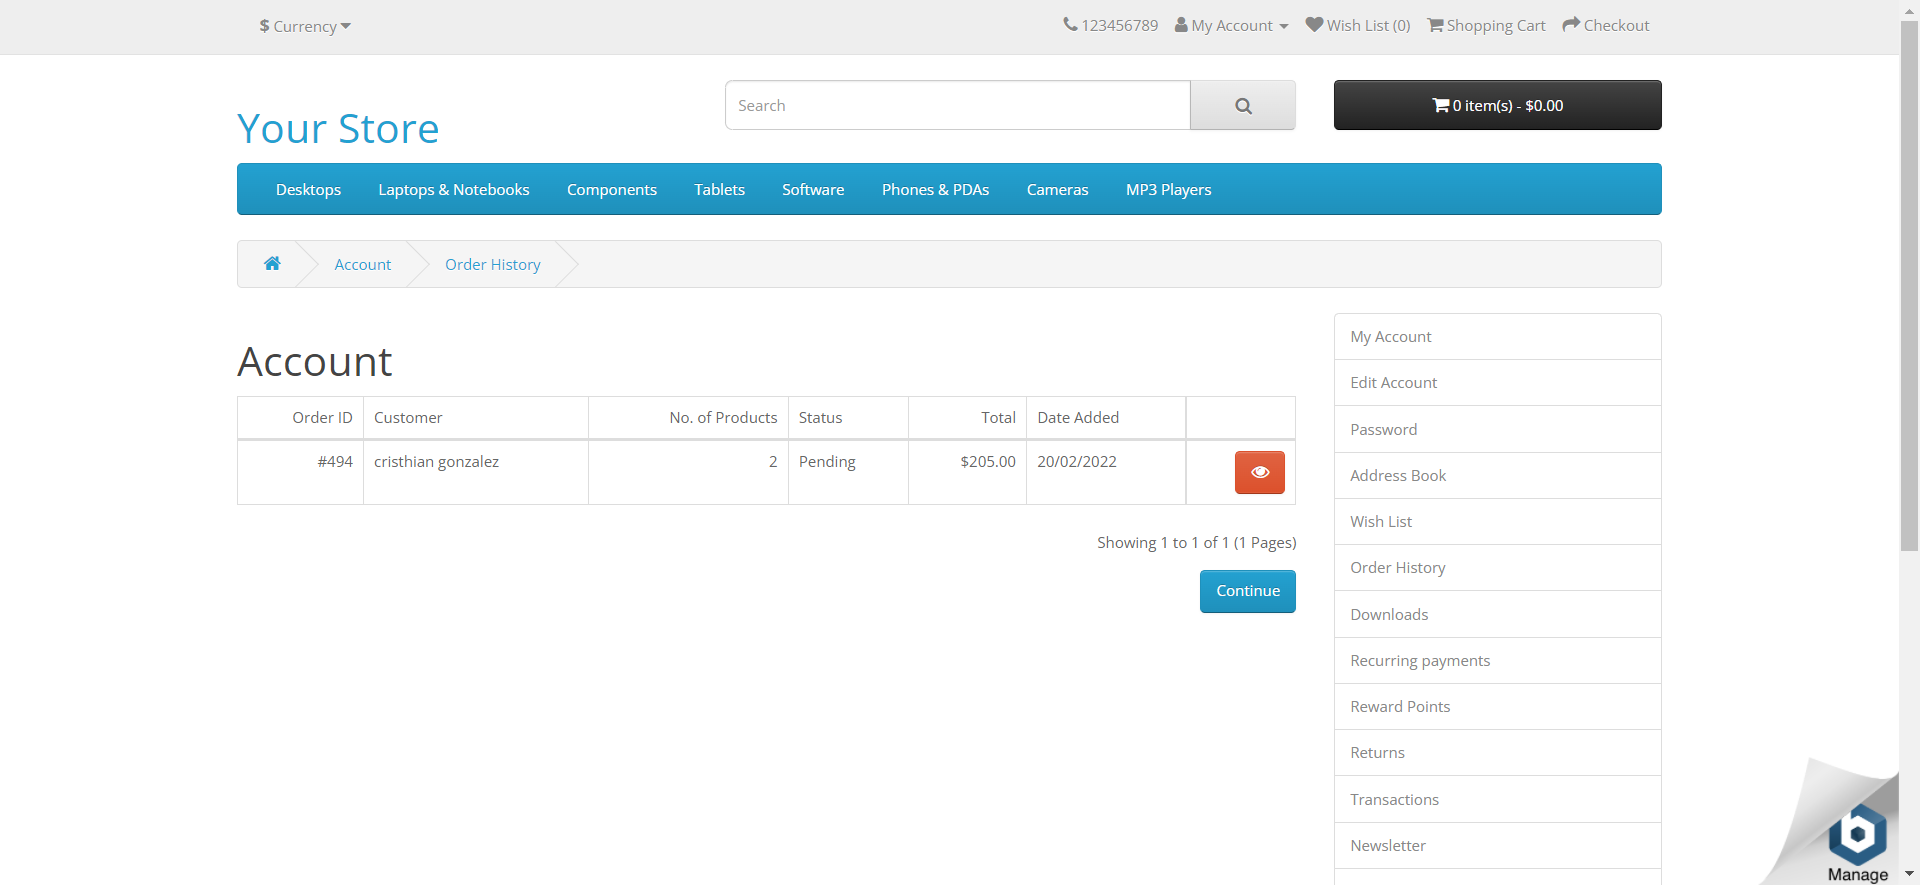 $ Currency
123456789 My Account Wish List (0) Shopping Cart Checkout
Your Store
Search
0 item(s) - $0.00
Desktops Laptops & Notebooks Components Tablets Software Phones & PDAs Cameras MP3 Players
Account Order History
Account
Order ID Customer No. of Products Status Total Date Added
#494 cristhian gonzalez 2 Pending $205.00 20/02/2022
Showing 1 to 1 of 1 (1 Pages)
Continue
My Account
Edit Account
Password
Address Book
Wish List
Order History
Downloads
Recurring payments
Reward Points
Returns
Transactions
Newsletter
Manage